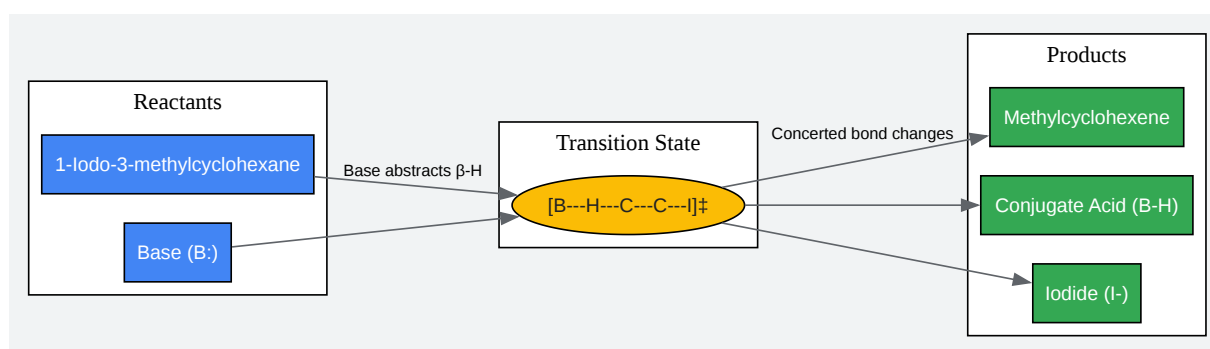 Reactants
1-Iodo-3-methylcyclohexane
Base (B:)
Base abstracts β-H
Transition State
[B---H---C---C---I]‡
Concerted bond changes
Products
Methylcyclohexene
Conjugate Acid (B-H)
Iodide (I-)